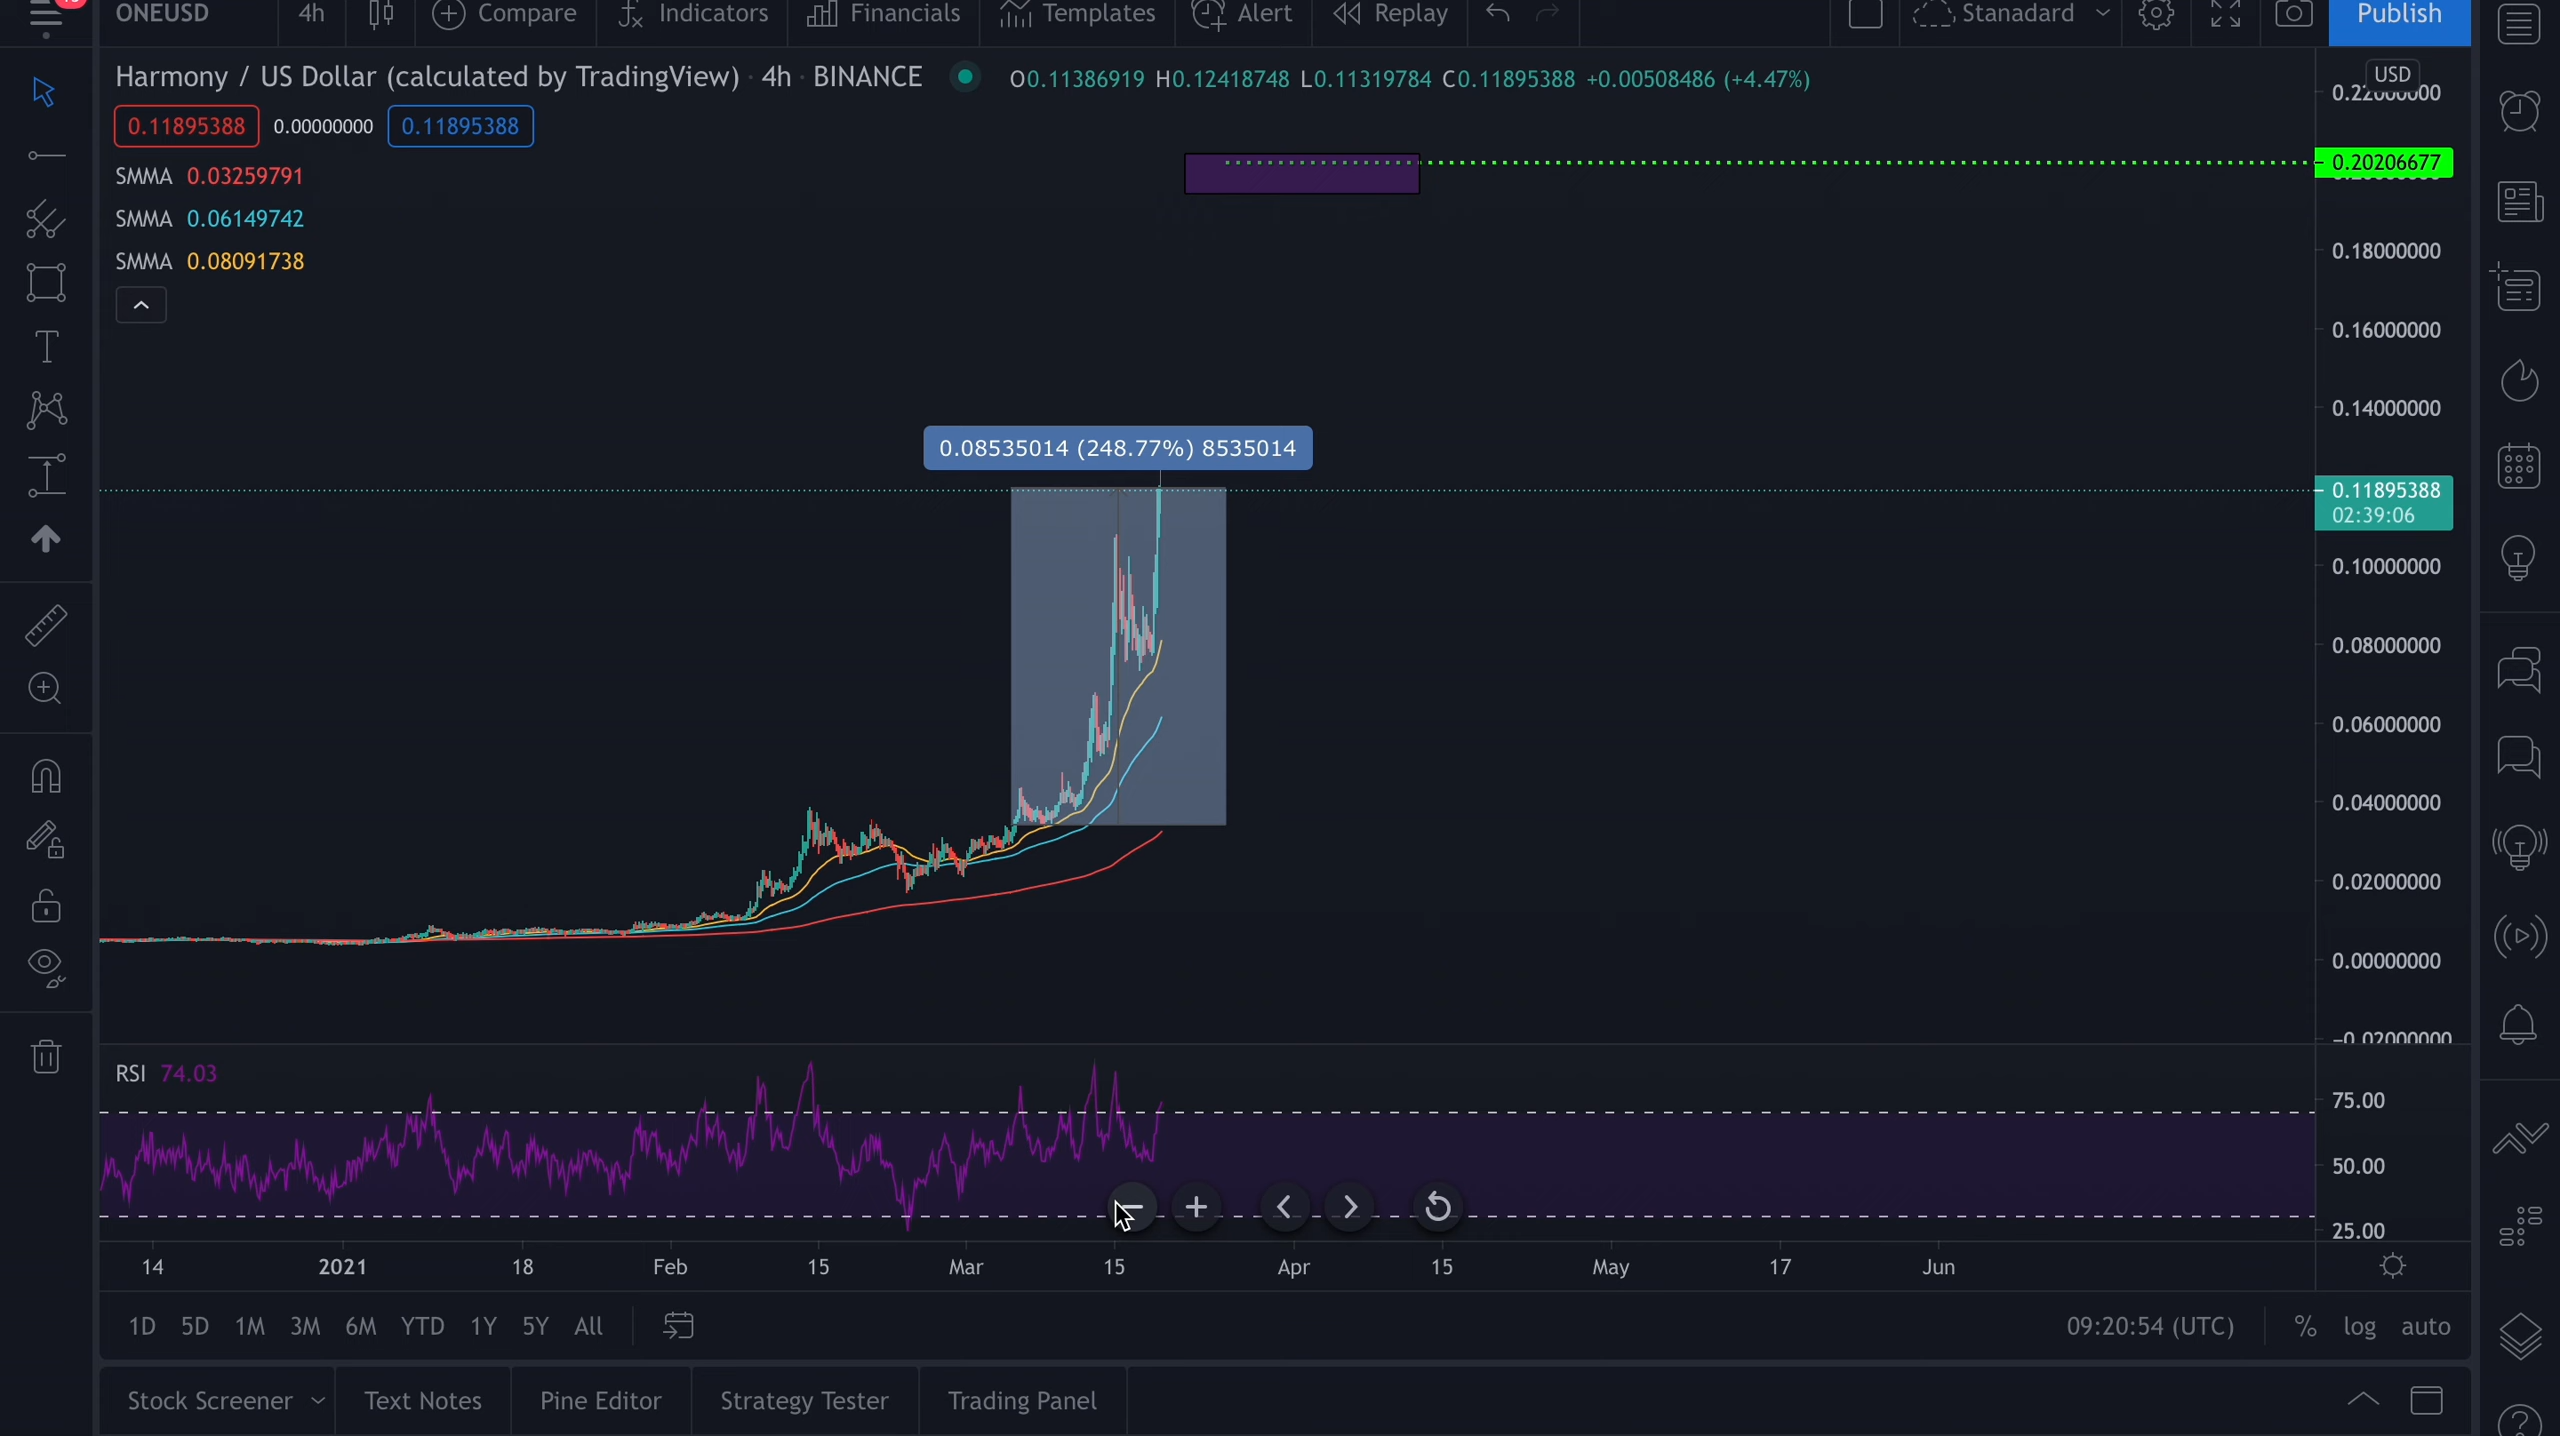 ONEUSD 4h Compare Indicators Financials Templates Alert Replay Stanadard Publish
Harmony / US Dollar (calculated by TradingView) · 4h · BINANCE O0.11386919 H0.12418748 L0.11319784 C0.11895388 +0.00508486 (+4.47%)
USD
0.22000000
0.11895388 0.00000000 0.11895388
0.20206677
SMMA 0.03259791
SMMA 0.06149742
0.18000000
SMMA 0.08091738
0.16000000
0.14000000
0.08535014 (248.77%) 8535014
0.11895388
02:39:06
0.10000000
0.08000000
0.06000000
0.04000000
0.02000000
0.00000000
-0.02000000
RSI 74.03
75.00
50.00
25.00
14 2021 18 Feb 15 Mar 15 Apr 15 May 17 Jun
1D 5D 1M 3M 6M YTD 1Y 5Y All 09:20:54 (UTC) % log auto
Stock Screener Text Notes Pine Editor Strategy Tester Trading Panel